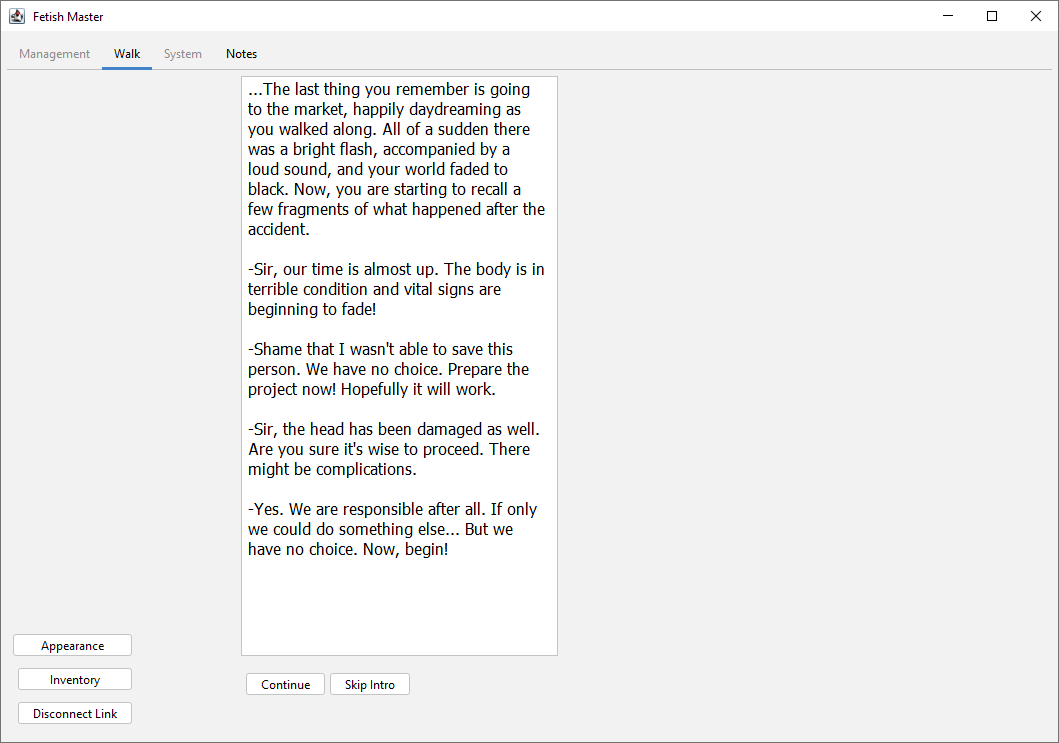 Fetish Master
Management Walk System Notes
...The last thing you remember is going
to the market, happily daydreaming as
you walked along. All of a sudden there
was a bright flash, accompanied by a
loud sound, and your world faded to
black. Now, you are starting to recall a
few fragments of what happened after the
accident.
-Sir, our time is almost up. The body is in
terrible condition and vital signs are
beginning to fade!
-Shame that I wasn't able to save this
person. We have no choice. Prepare the
project now! Hopefully it will work.
-Sir, the head has been damaged as well.
Are you sure it's wise to proceed. There
might be complications.
-Yes. We are responsible after all. If only
we could do something else... But we
have no choice. Now, begin!
Appearance
Inventory
Continue Skip Intro
Disconnect Link